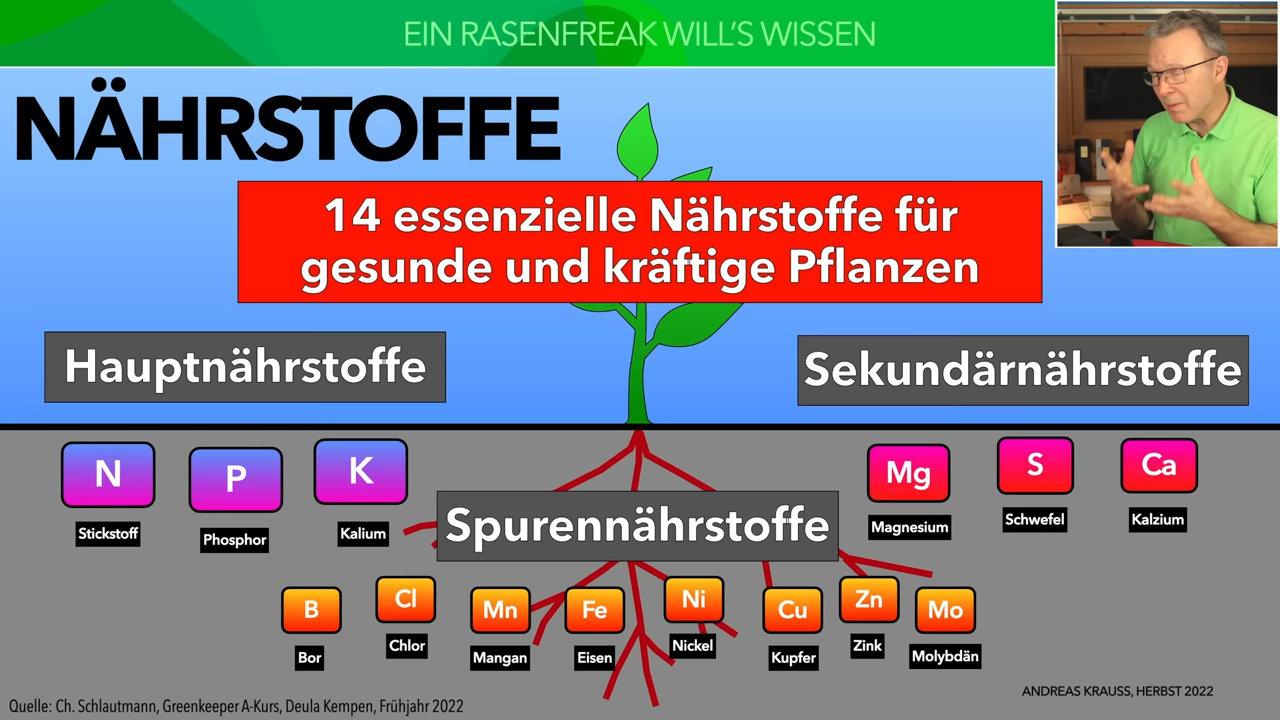 EIN RASENFREAK WILL'S WISSEN
NÄHRSTOFFE
14 essenzielle Nährstoffe für
gesunde und kräftige Pflanzen
Hauptnährstoffe
Sekundärnährstoffe
N
P
K
Mg
S
Ca
Stickstoff
Phosphor
Kalium
Magnesium
Schwefel
Kalzium
Spurennährstoffe
B
Cl
Mn
Fe
Ni
Cu
Zn
Mo
Bor
Chlor
Mangan
Eisen
Nickel
Kupfer
Zink
Molybdän
ANDREAS KRAUSS, HERBST 2022
Quelle: Ch. Schlautmann, Greenkeeper A-Kurs, Deula Kempen, Frühjahr 2022